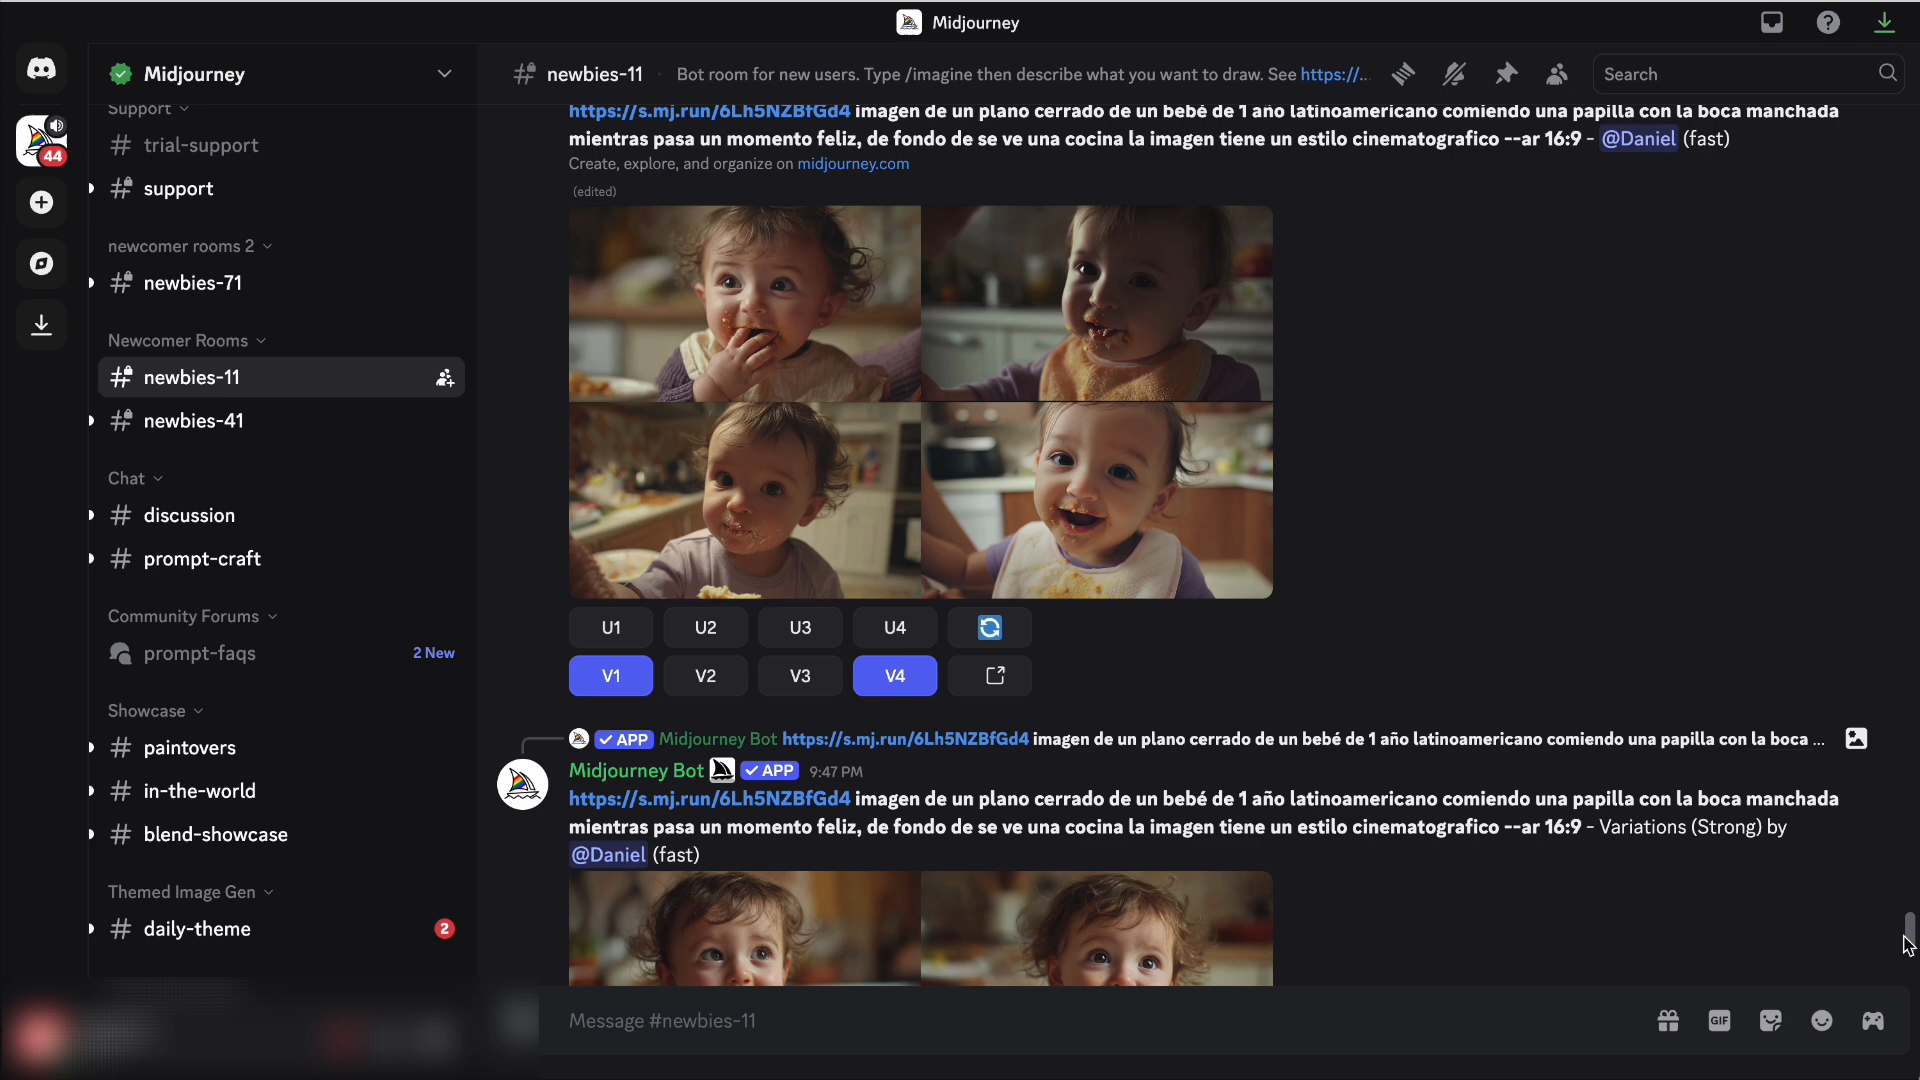 Midjourney
Midjourney
newbies-11
Bot room for new users. Type /imagine then describe what you want to draw. See https://...
Search
44
Support
trial-support
support
newcomer rooms 2
newbies-71
Newcomer Rooms
newbies-11
newbies-41
Chat
discussion
prompt-craft
Community Forums
prompt-faqs
2 New
Showcase
paintovers
in-the-world
blend-showcase
Themed Image Gen
daily-theme
2
https://s.mj.run/6Lh5NZBfGd4 imagen de un plano cerrado de un bebé de 1 año latinoamericano comiendo una papilla con la boca manchada
mientras pasa un momento feliz, de fondo de se ve una cocina la imagen tiene un estilo cinematografico --ar 16:9 - @Daniel (fast)
Create, explore, and organize on midjourney.com
(edited)
U1 U2 U3 U4
V1 V2 V3 V4
APP Midjourney Bot https://s.mj.run/6Lh5NZBfGd4 imagen de un plano cerrado de un bebé de 1 año latinoamericano comiendo una papilla con la boca ...
Midjourney Bot APP 9:47 PM
https://s.mj.run/6Lh5NZBfGd4 imagen de un plano cerrado de un bebé de 1 año latinoamericano comiendo una papilla con la boca manchada
mientras pasa un momento feliz, de fondo de se ve una cocina la imagen tiene un estilo cinematografico --ar 16:9 - Variations (Strong) by
@Daniel (fast)
Message #newbies-11
GIF